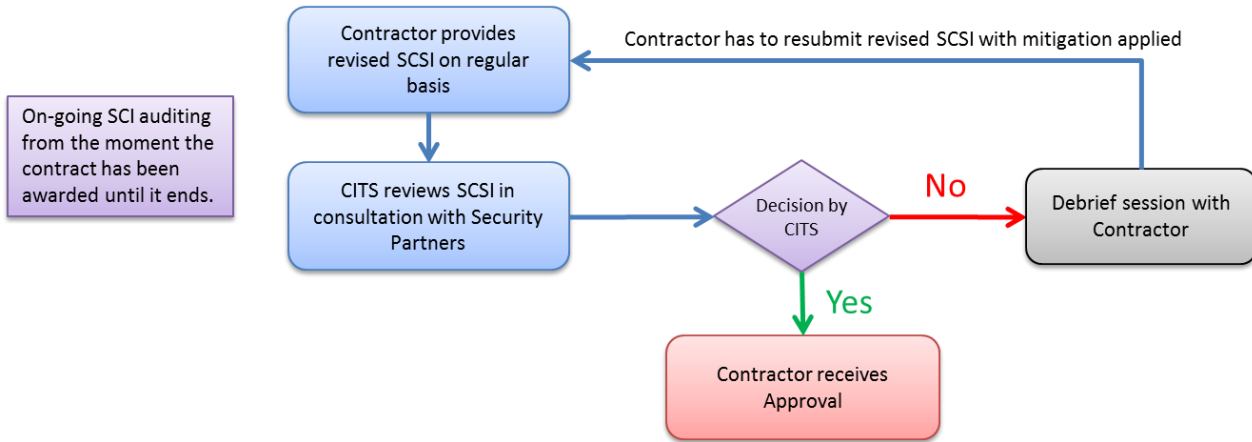 Contractor provides
revised SCSI on regular
basis
Contractor has to resubmit revised SCSI with mitigation applied
On-going SCI auditing
from the moment the
contract has been
awarded until it ends.
CITS reviews SCSI in
consultation with Security
Partners
Decision by
CITS
No
Debrief session with
Contractor
Yes
Contractor receives
Approval